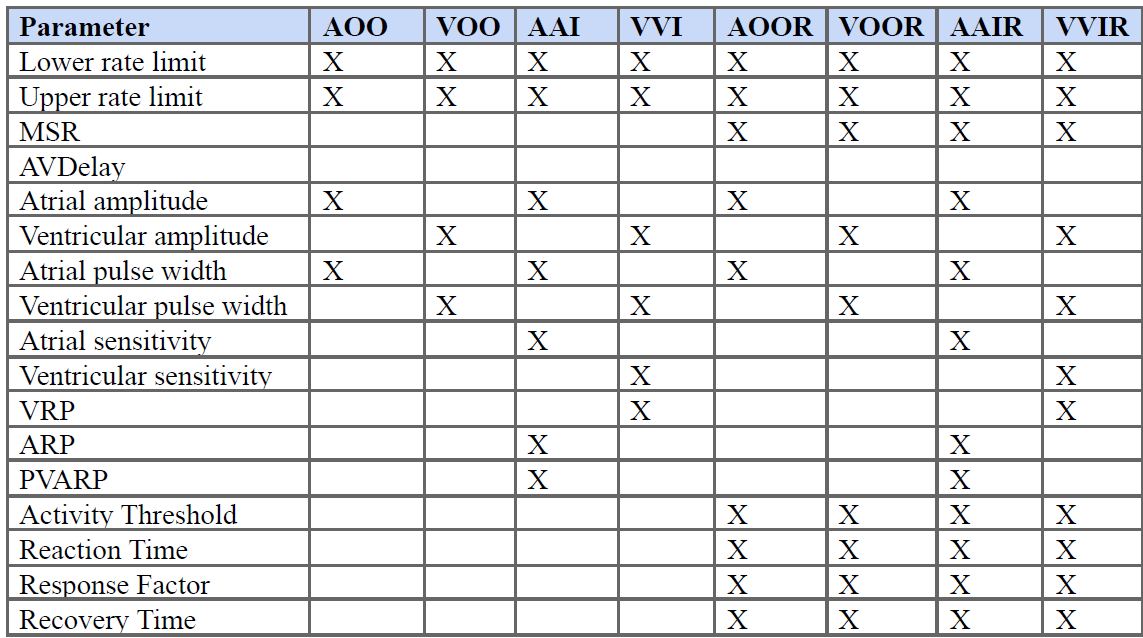 Parameter AOO VOO AAI VVI AOOR VOOR AAIR VVIR
Lower rate limit X X X X X X X X
Upper rate limit X X X X X X X X
MSR X X X X
AVDelay
Atrial amplitude X X X X
Ventricular amplitude X X X X
Atrial pulse width X X X X
Ventricular pulse width X X X X
Atrial sensitivity X X
Ventricular sensitivity X X
VRP X X
ARP X X
PVARP X X
Activity Threshold X X X X
Reaction Time X X X X
Response Factor X X X X
Recovery Time X X X X